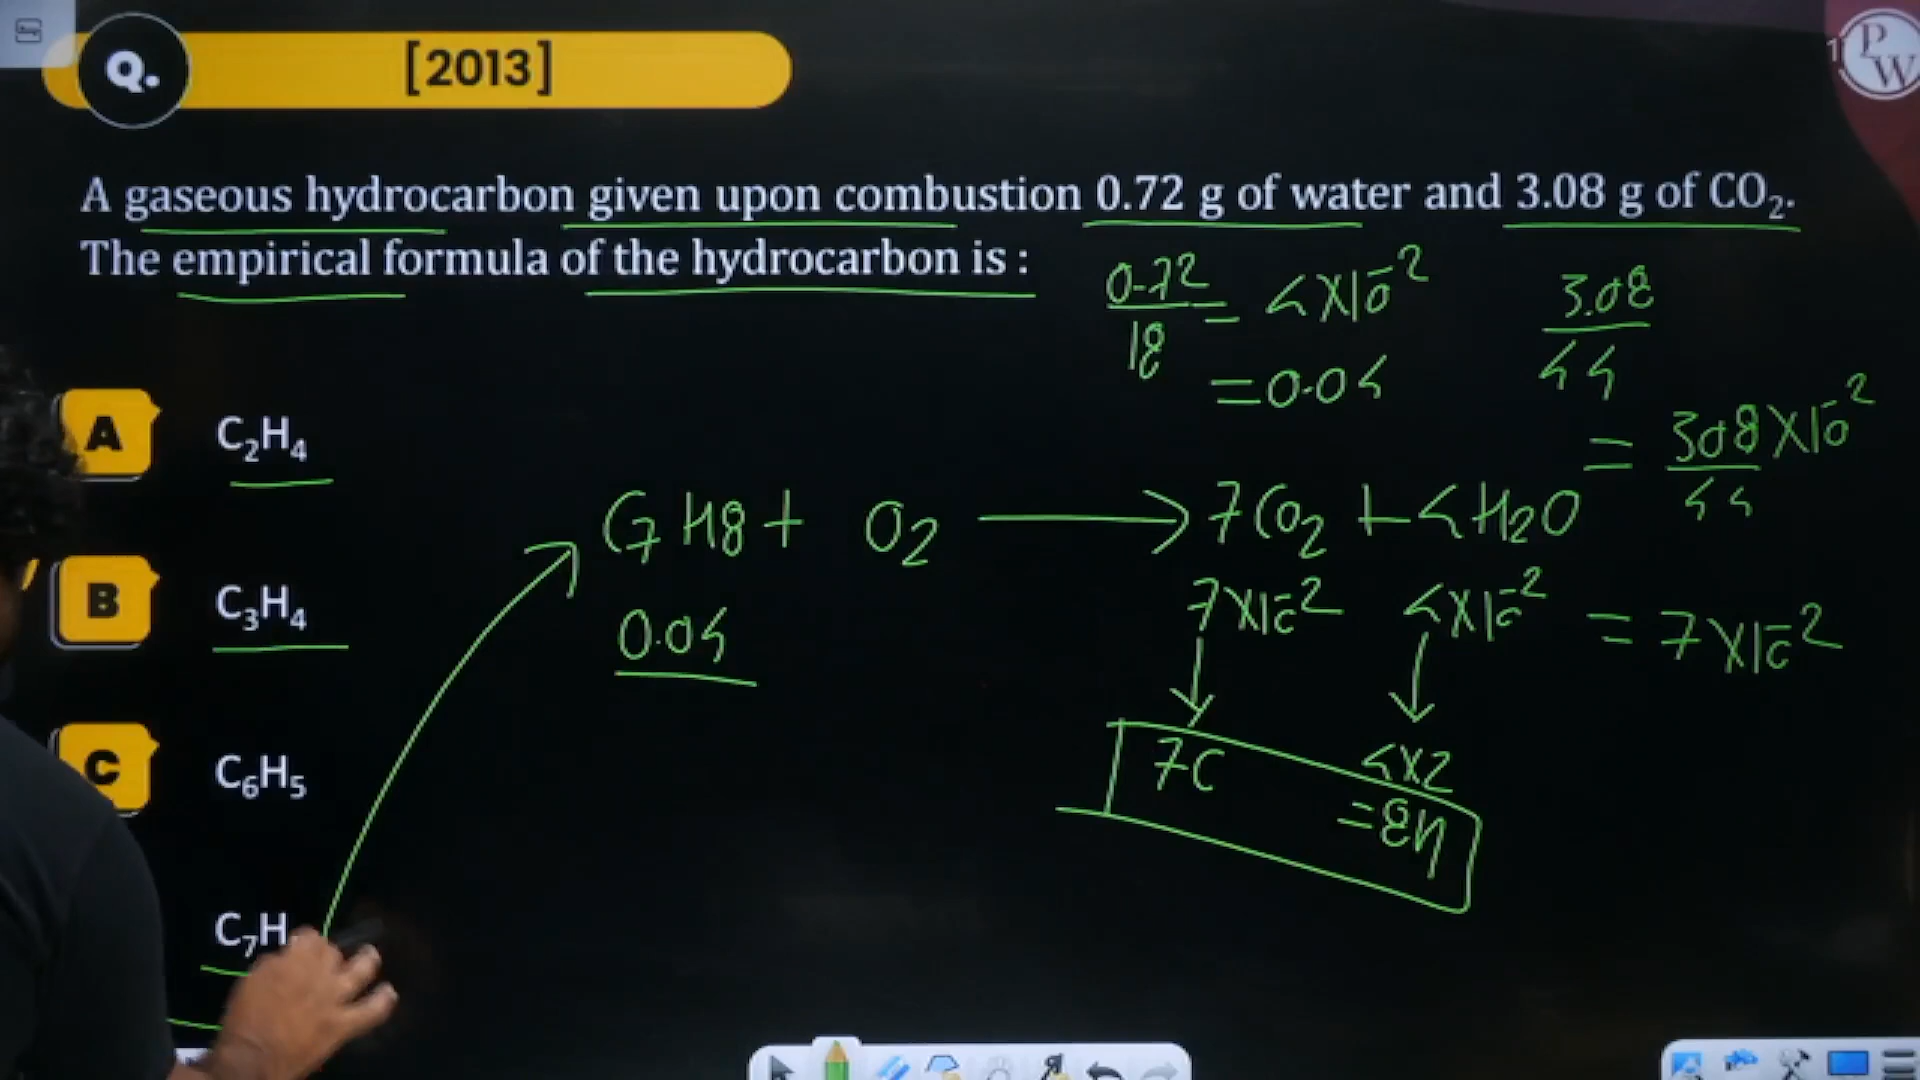 Q.
[2013]
PW
A gaseous hydrocarbon given upon combustion 0.72 g of water and 3.08 g of CO₂.
The empirical formula of the hydrocarbon is :
0.72/18 = 4×10⁻²
= 0.04
3.08/44
= 308/44 ×10⁻²
A C₂H₄
C7H8 + O2 → 7CO2 + 4H2O
B C₃H₄
0.04
7×10⁻² 4×10⁻² = 7×10⁻²
C C₆H₅
7C 4×2
= 8H
C₇H